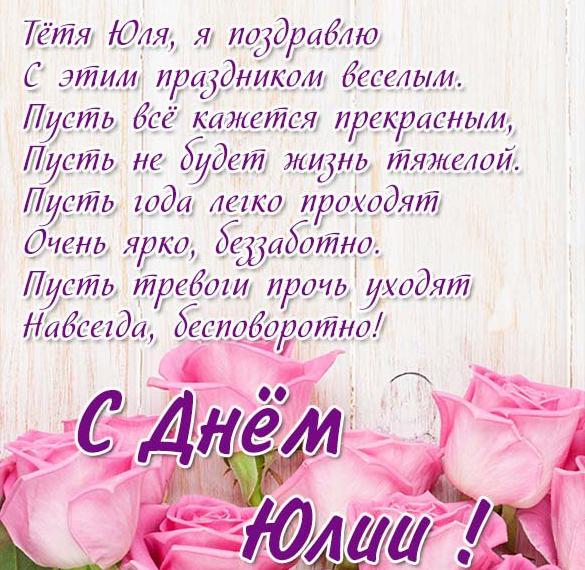 Тётя Юля, я поздравлю
С этим праздником веселым.
Пусть всё кажется прекрасным,
Пусть не будет жизнь тяжелой.
Пусть года легко проходят
Очень ярко, беззаботно.
Пусть тревоги прочь уходят
Навсегда, бесповоротно!
С Днём
Юлии !